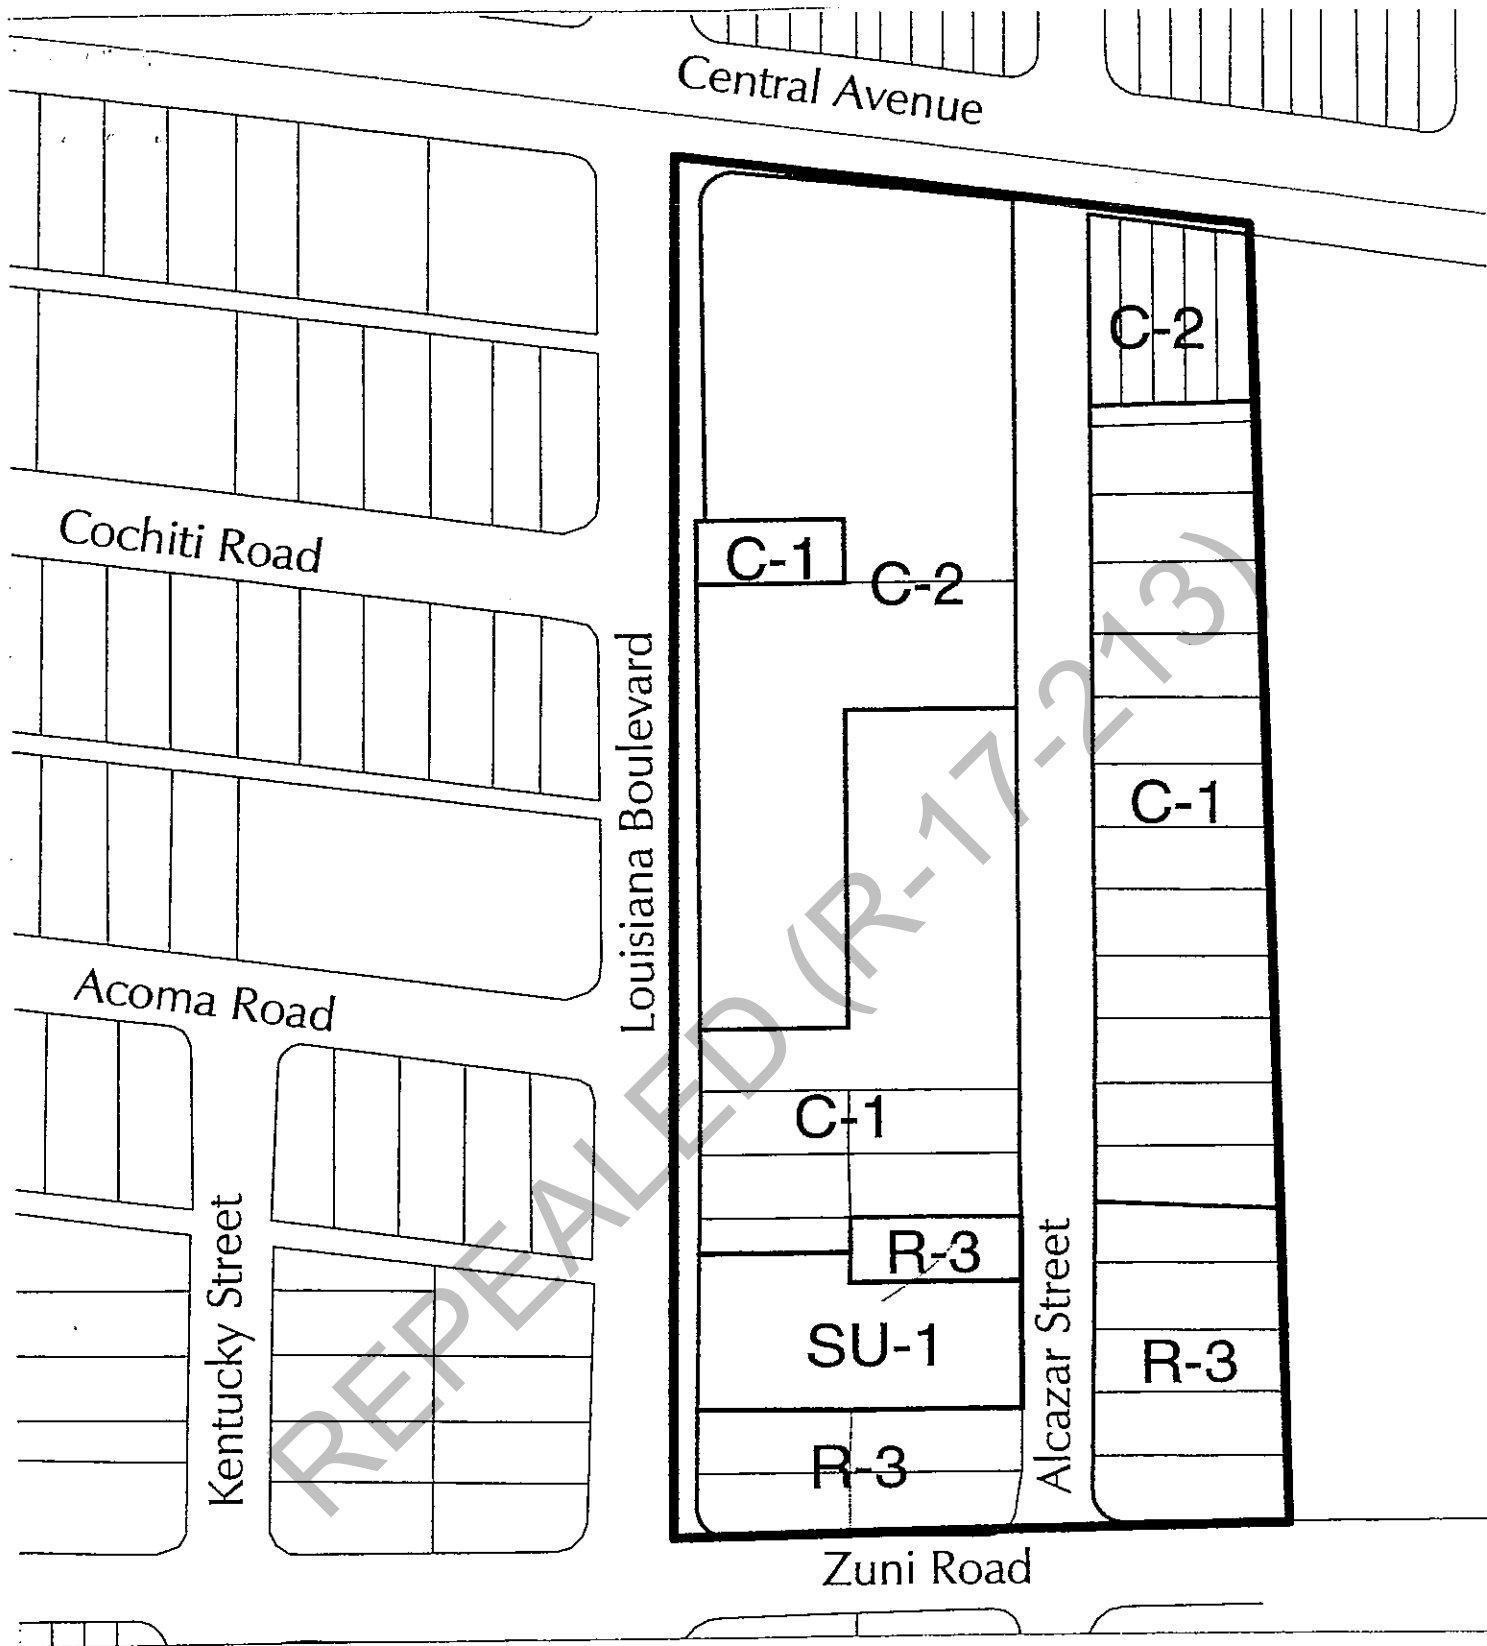 Central Avenue
C-2
Cochiti Road
C-1
C-2
Louisiana Boulevard
C-1
Acoma Road
C-1
R-3
Kentucky Street
SU-1
Alcazar Street
R-3
R-3
Zuni Road
REPEALED (R-17-213)